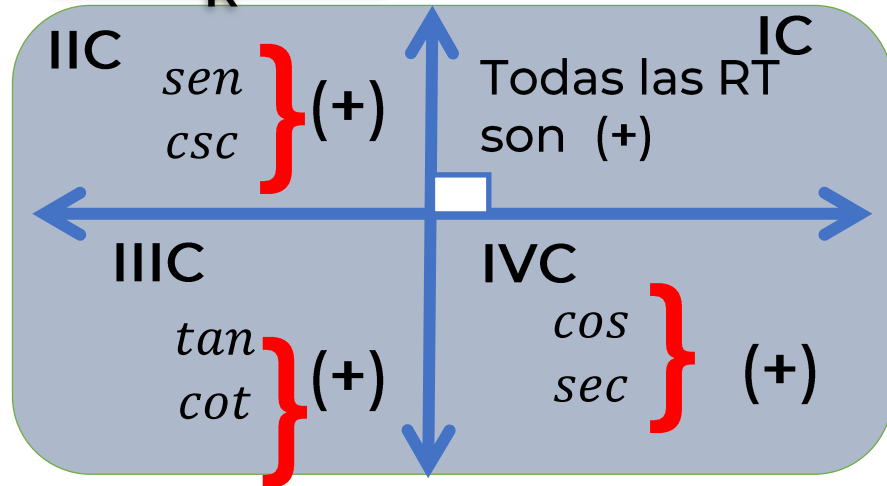 R
IIC
sen
csc
(+)
IC
Todas las RT
son (+)
IIIC
tan
cot
(+)
IVC
cos
sec
(+)